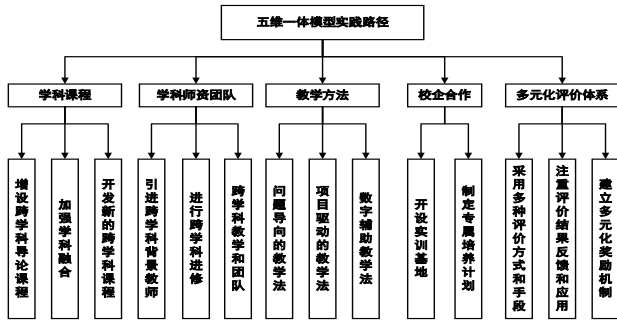 五维一体模型实践路径
学科课程
学科师资团队
教学方法
校企合作
多元化评价体系
增设跨学科导论课程
加强学科融合
开发新的跨学科课程
引进跨学科背景教师
进行跨学科进修
跨学科教学和团队
问题导向的教学法
项目驱动的教学法
数字辅助教学法
开设实训基地
制定专属培养计划
采用多种评价方式和手段
注重评价结果反馈和应用
建立多元化奖励机制